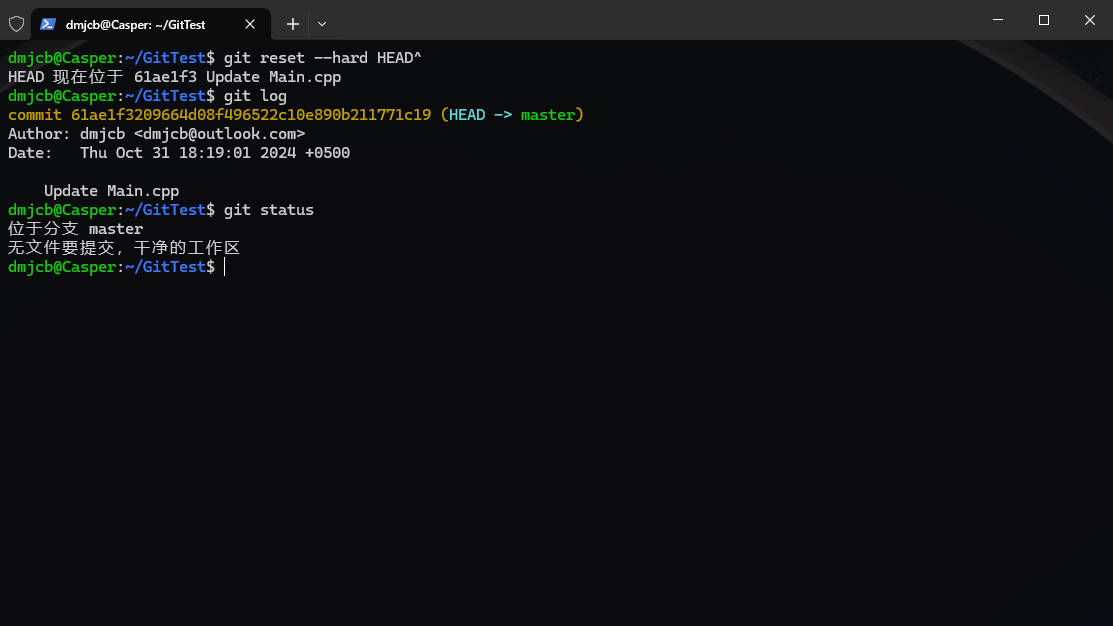 dmjcb@Casper: ~/GitTest
dmjcb@Casper:~/GitTest$ git reset --hard HEAD^
HEAD 现在位于 61ae1f3 Update Main.cpp
dmjcb@Casper:~/GitTest$ git log
commit 61ae1f3209664d08f496522c10e890b211771c19 (HEAD -> master)
Author: dmjcb <dmjcb@outlook.com>
Date:   Thu Oct 31 18:19:01 2024 +0500
    Update Main.cpp
dmjcb@Casper:~/GitTest$ git status
位于分支 master
无文件要提交，干净的工作区
dmjcb@Casper:~/GitTest$